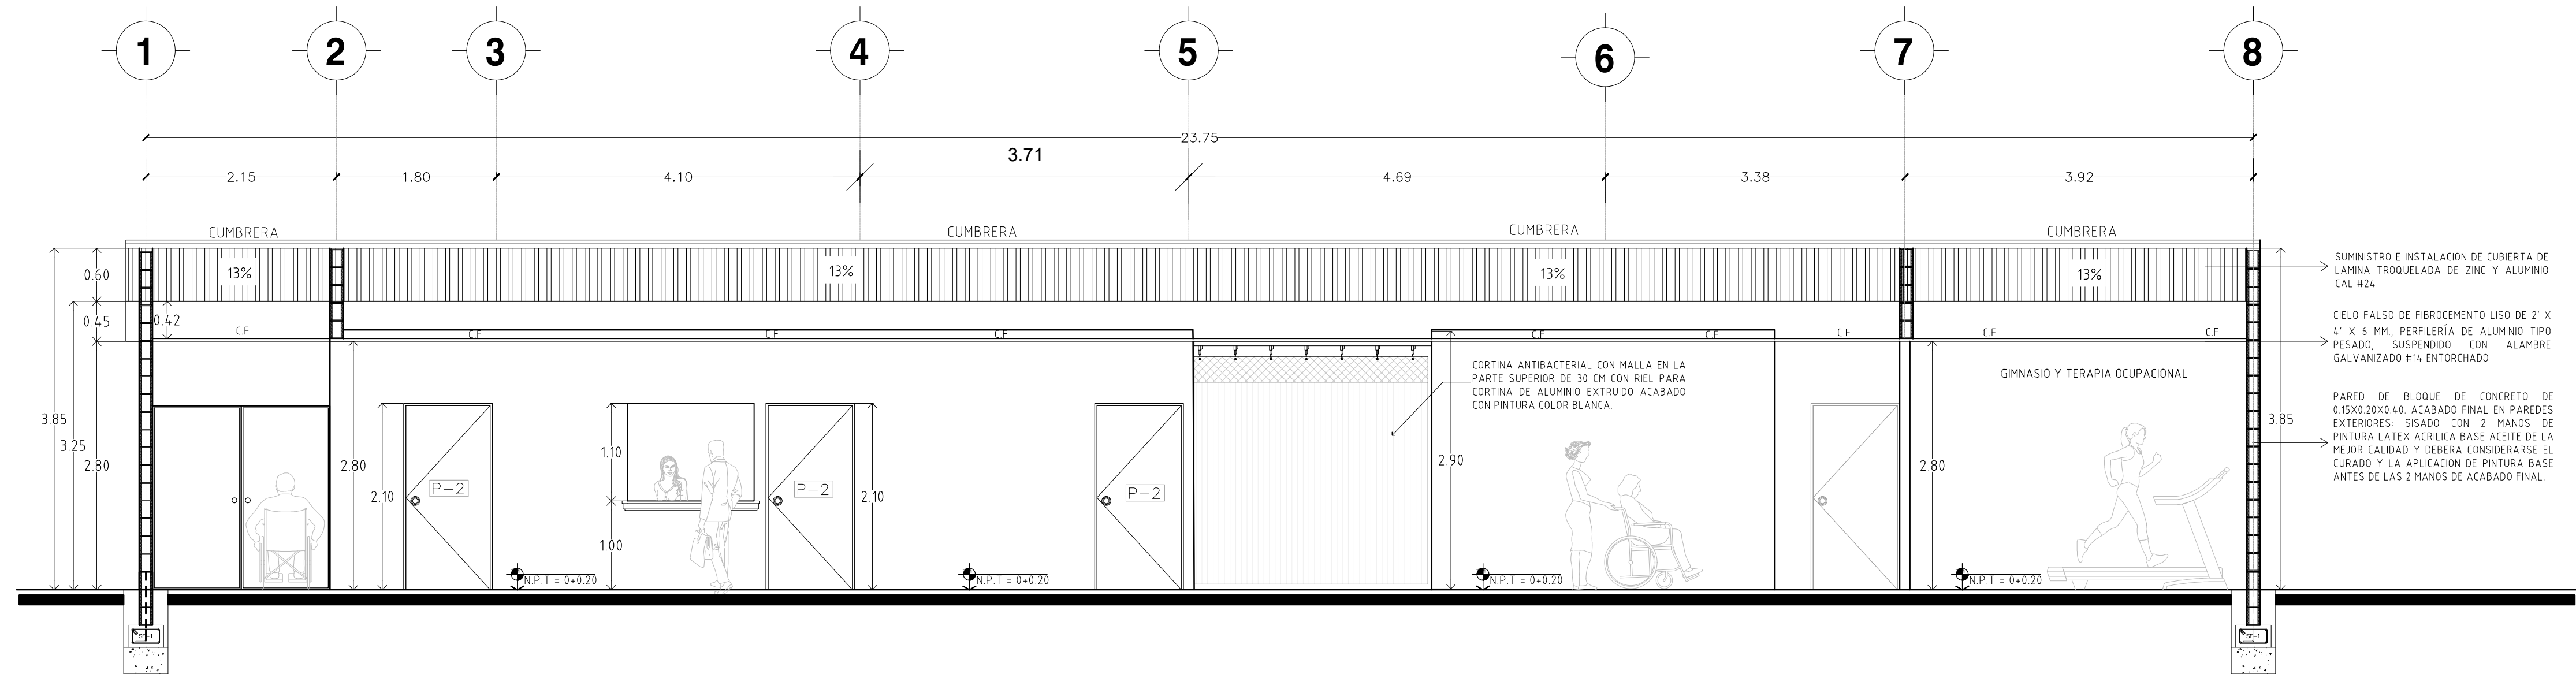 1 2 3 4 5 6 7 8
23.75
3.71
2.15 1.80 4.10 4.69 3.38 3.92
CUMBRERA CUMBRERA CUMBRERA CUMBRERA
13% 13% 13% 13%
0.60
0.45
0.42
C.F C.F C.F C.F C.F C.F C.F C.F C.F
3.85
3.25
2.80
2.80
2.10
P-2
1.10
1.00
P-2
2.10
P-2
CORTINA ANTIBACTERIAL CON MALLA EN LA
PARTE SUPERIOR DE 30 CM CON RIEL PARA
CORTINA DE ALUMINIO EXTRUIDO ACABADO
CON PINTURA COLOR BLANCA.
2.90
2.80
GIMNASIO Y TERAPIA OCUPACIONAL
3.85
N.P.T = 0+0.20 N.P.T = 0+0.20 N.P.T = 0+0.20 N.P.T = 0+0.20
SF-1 SF-1
SUMINISTRO E INSTALACION DE CUBIERTA DE
LAMINA TROQUELADA DE ZINC Y ALUMINIO
CAL #24
CIELO FALSO DE FIBROCEMENTO LISO DE 2' X
4' X 6 MM., PERFILERÍA DE ALUMINIO TIPO
PESADO, SUSPENDIDO CON ALAMBRE
GALVANIZADO #14 ENTORCHADO
PARED DE BLOQUE DE CONCRETO DE
0.15X0.20X0.40. ACABADO FINAL EN PAREDES
EXTERIORES: SISADO CON 2 MANOS DE
PINTURA LATEX ACRILICA BASE ACEITE DE LA
MEJOR CALIDAD Y DEBERA CONSIDERARSE EL
CURADO Y LA APLICACION DE PINTURA BASE
ANTES DE LAS 2 MANOS DE ACABADO FINAL.